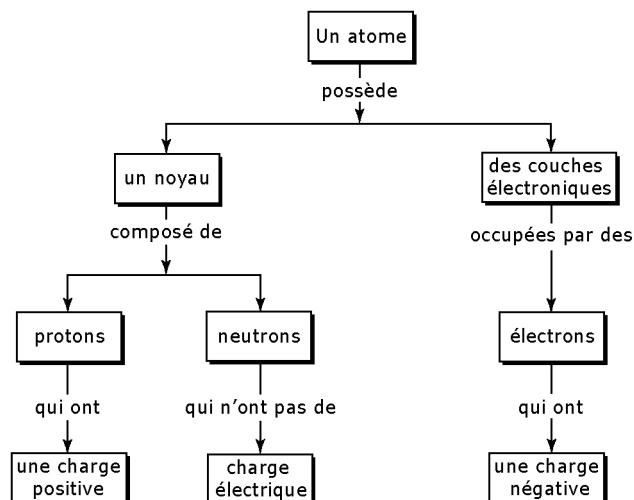 Un atome
possède
un noyau
des couches
électroniques
composé de
occupées par des
protons
neutrons
électrons
qui ont
qui n'ont pas de
qui ont
une charge
positive
charge
électrique
une charge
négative